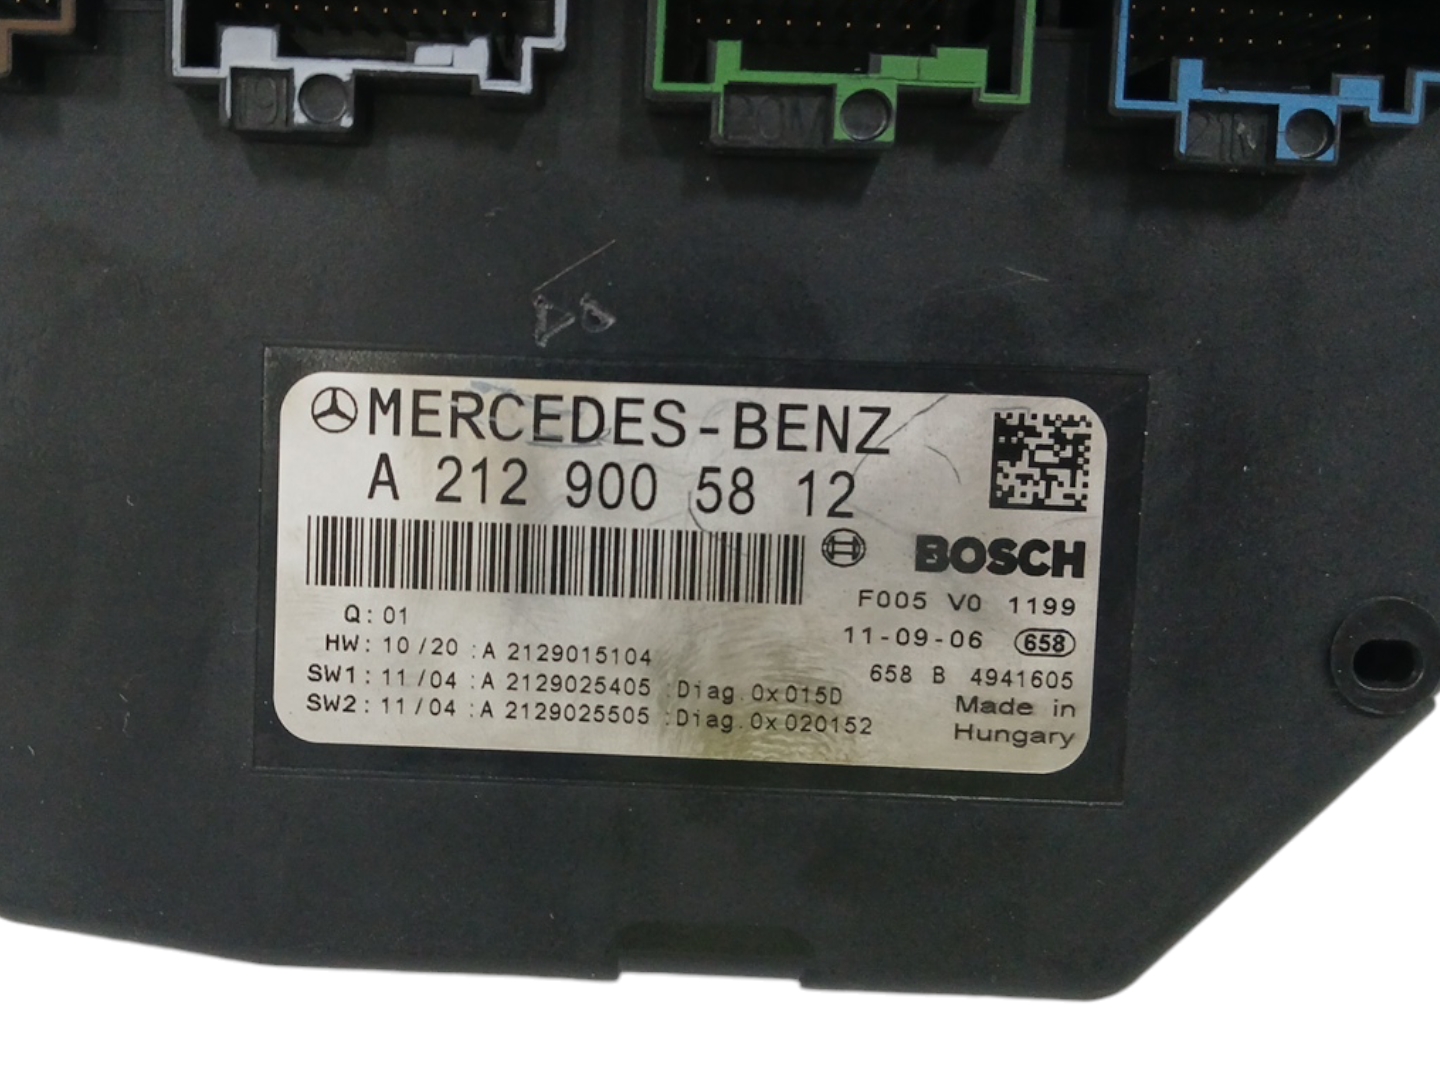 MERCEDES-BENZ
A 212 900 58 12
BOSCH
F005 V0 1199
11-09-06 658
658 B 4941605
Made in
Hungary
Q: 01
HW: 10/20 :A 2129015104
SW1: 11/04 :A 2129025405 :Diag.0x015D
SW2: 11/04 :A 2129025505 :Diag.0x020152